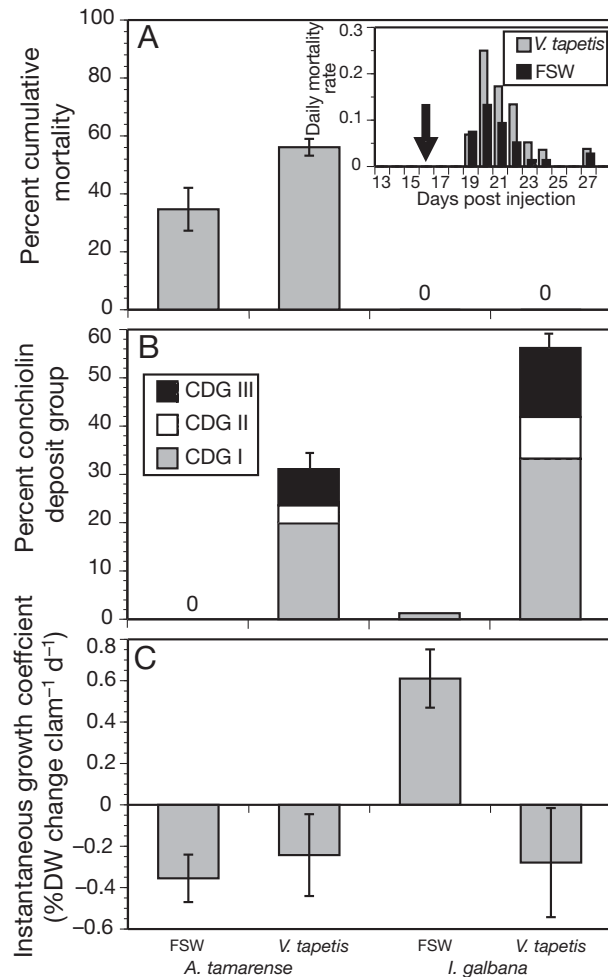 A
Percent cumulative
mortality
100
80
60
40
20
0
0
0
Daily mortality
rate
0.3
0.2
0.1
0
V. tapetis
FSW
13 15 17 19 21 23 25 27
Days post injection
B
Percent conchiolin
deposit group
60
50
40
30
20
10
0
CDG III
CDG II
CDG I
0
C
Instantaneous growth coeffcient
(%DW change clam⁻¹ d⁻¹)
0.8
0.6
0.4
0.2
0
−0.2
−0.4
−0.6
FSW V. tapetis FSW V. tapetis
A. tamarense I. galbana